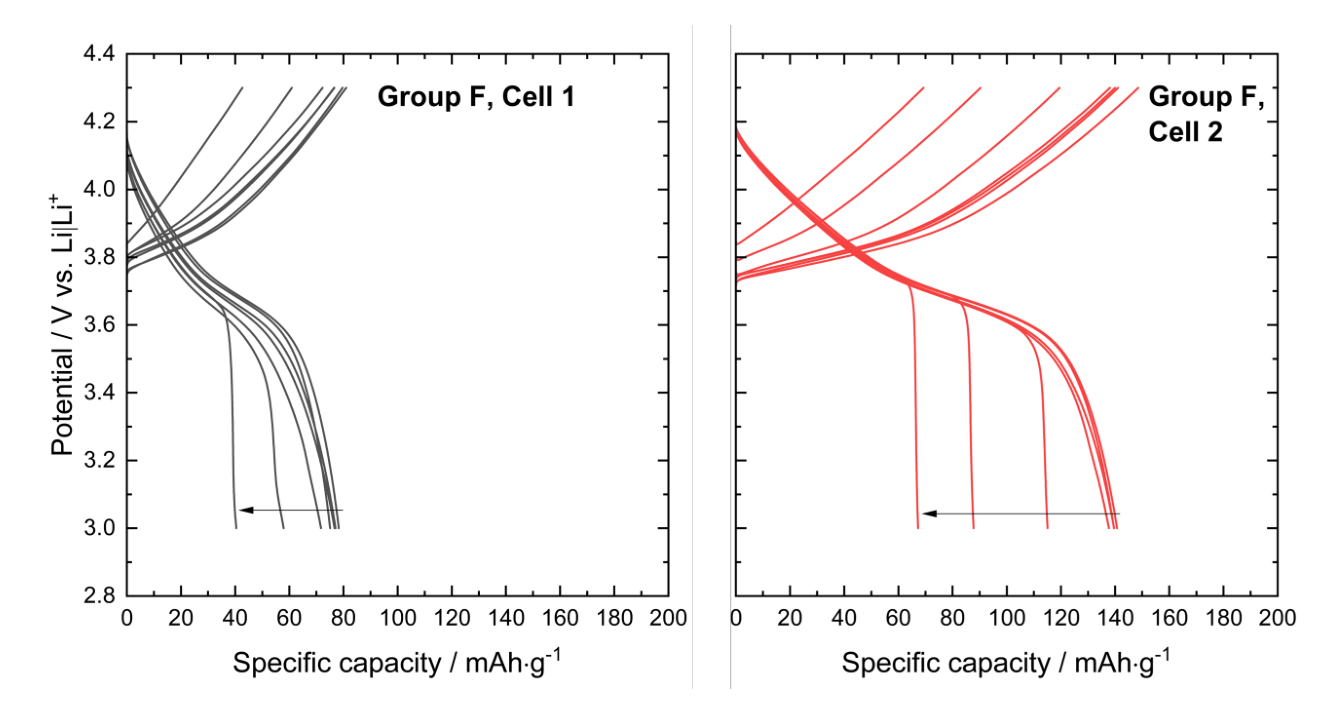 Group F, Cell 1
4.4
4.2
4.0
3.8
3.6
3.4
3.2
3.0
2.8
Potential / V vs. Li|Li⁺
0 20 40 60 80 100 120 140 160 180 200
Specific capacity / mAh·g⁻¹
Group F,
Cell 2
0 20 40 60 80 100 120 140 160 180 200
Specific capacity / mAh·g⁻¹